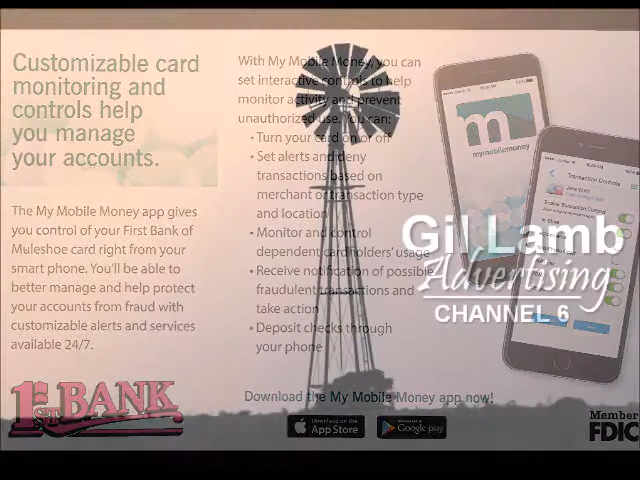 Customizable card
monitoring and
controls help
you manage
your accounts.
The My Mobile Money app gives
you control of your First Bank of
Muleshoe card right from your
smart phone. You'll be able to
better manage and help protect
your accounts from fraud with
customizable alerts and services
available 24/7.
1st BANK
With My Mobile Money, you can
set interactive controls to help
monitor activity and prevent
unauthorized use. You can:
• Turn your card on or off
• Set alerts and deny
transactions based on
merchant or transaction type
and location
• Monitor and control
dependent cardholders' usage
• Receive notification of possible
fraudulent transactions and
take action
• Deposit checks through
your phone
Download the My Mobile Money app now!
Download on the
App Store
Google play
m
mymobilemoney
Transaction Controls
Gil Lamb
Advertising
CHANNEL 6
Member
FDIC